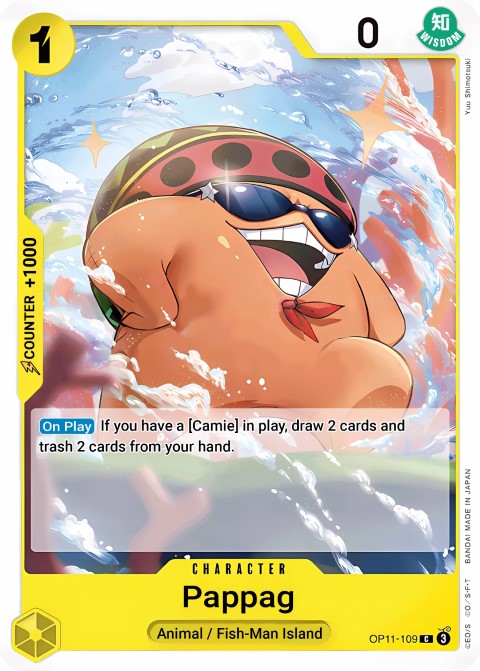 1
0
知
WISDOM
Yuu Shimotsuki
COUNTER +1000
On Play If you have a [Camie] in play, draw 2 cards and
trash 2 cards from your hand.
CHARACTER
Pappag
Animal / Fish-Man Island
OP11-109 C 3
©E.O/S ©O/S·F·T BANDAI MADE IN JAPAN